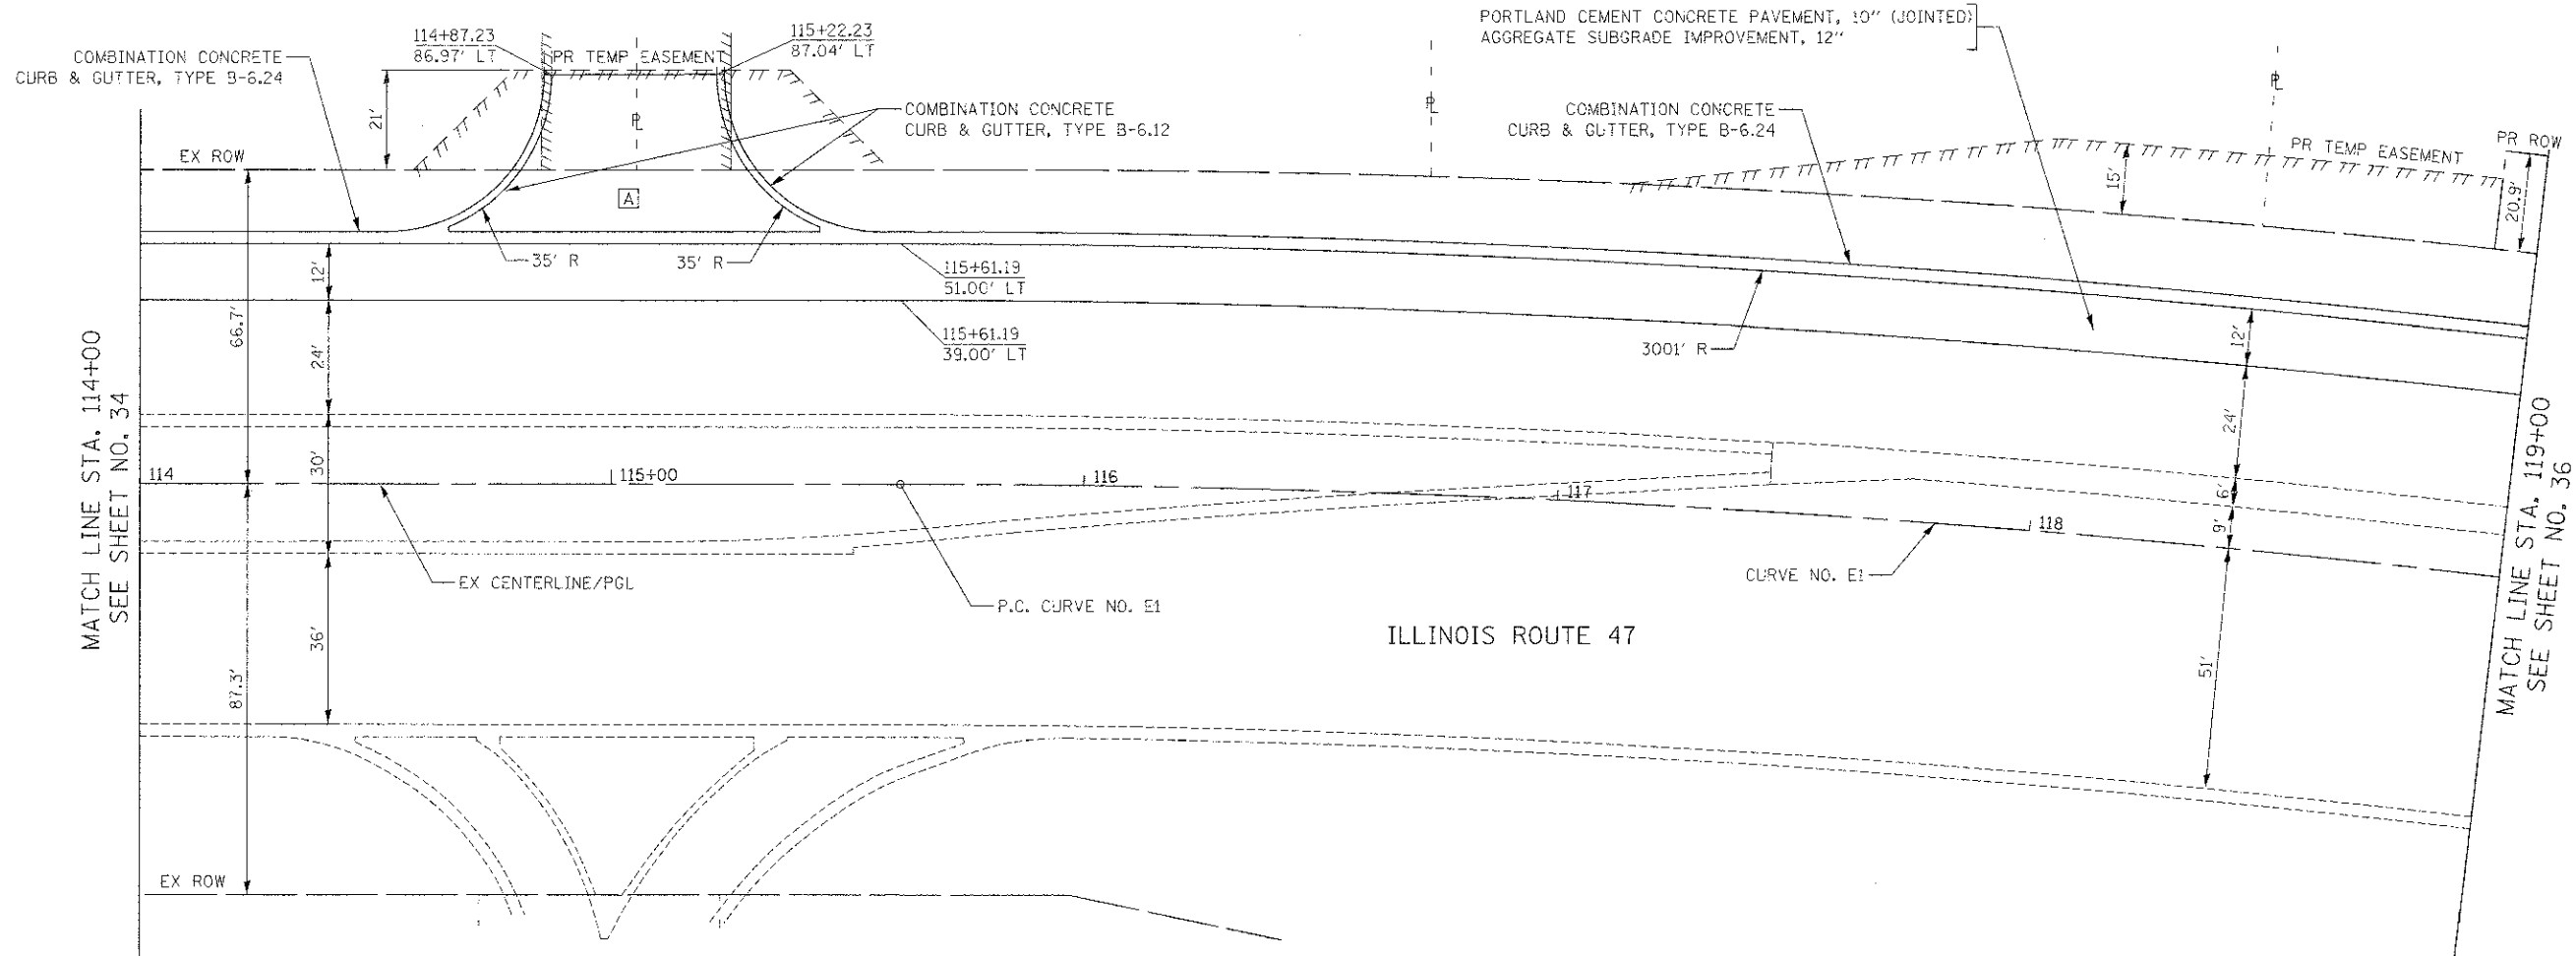 PORTLAND CEMENT CONCRETE PAVEMENT, 10" (JOINTED)
AGGREGATE SUBGRADE IMPROVEMENT, 12"
COMBINATION CONCRETE
CURB & GUTTER, TYPE B-6.24
114+87.23
86.97' LT
PR TEMP EASEMENT
115+22.23
87.04' LT
COMBINATION CONCRETE
CURB & GUTTER, TYPE B-6.12
COMBINATION CONCRETE
CURB & GUTTER, TYPE B-6.24
PL
PL
PL
21'
EX ROW
A
PR TEMP EASEMENT
PR ROW
15'
20.9'
35' R
35' R
12'
115+61.19
51.00' LT
66.7'
24'
115+61.19
39.00' LT
3001' R
12'
24'
MATCH LINE STA. 114+00
SEE SHEET NO. 34
114
30'
115+00
116
117
118
6'
9'
EX CENTERLINE/PGL
P.C. CURVE NO. E1
CURVE NO. E1
ILLINOIS ROUTE 47
36'
87.3'
51'
MATCH LINE STA. 119+00
SEE SHEET NO. 36
EX ROW